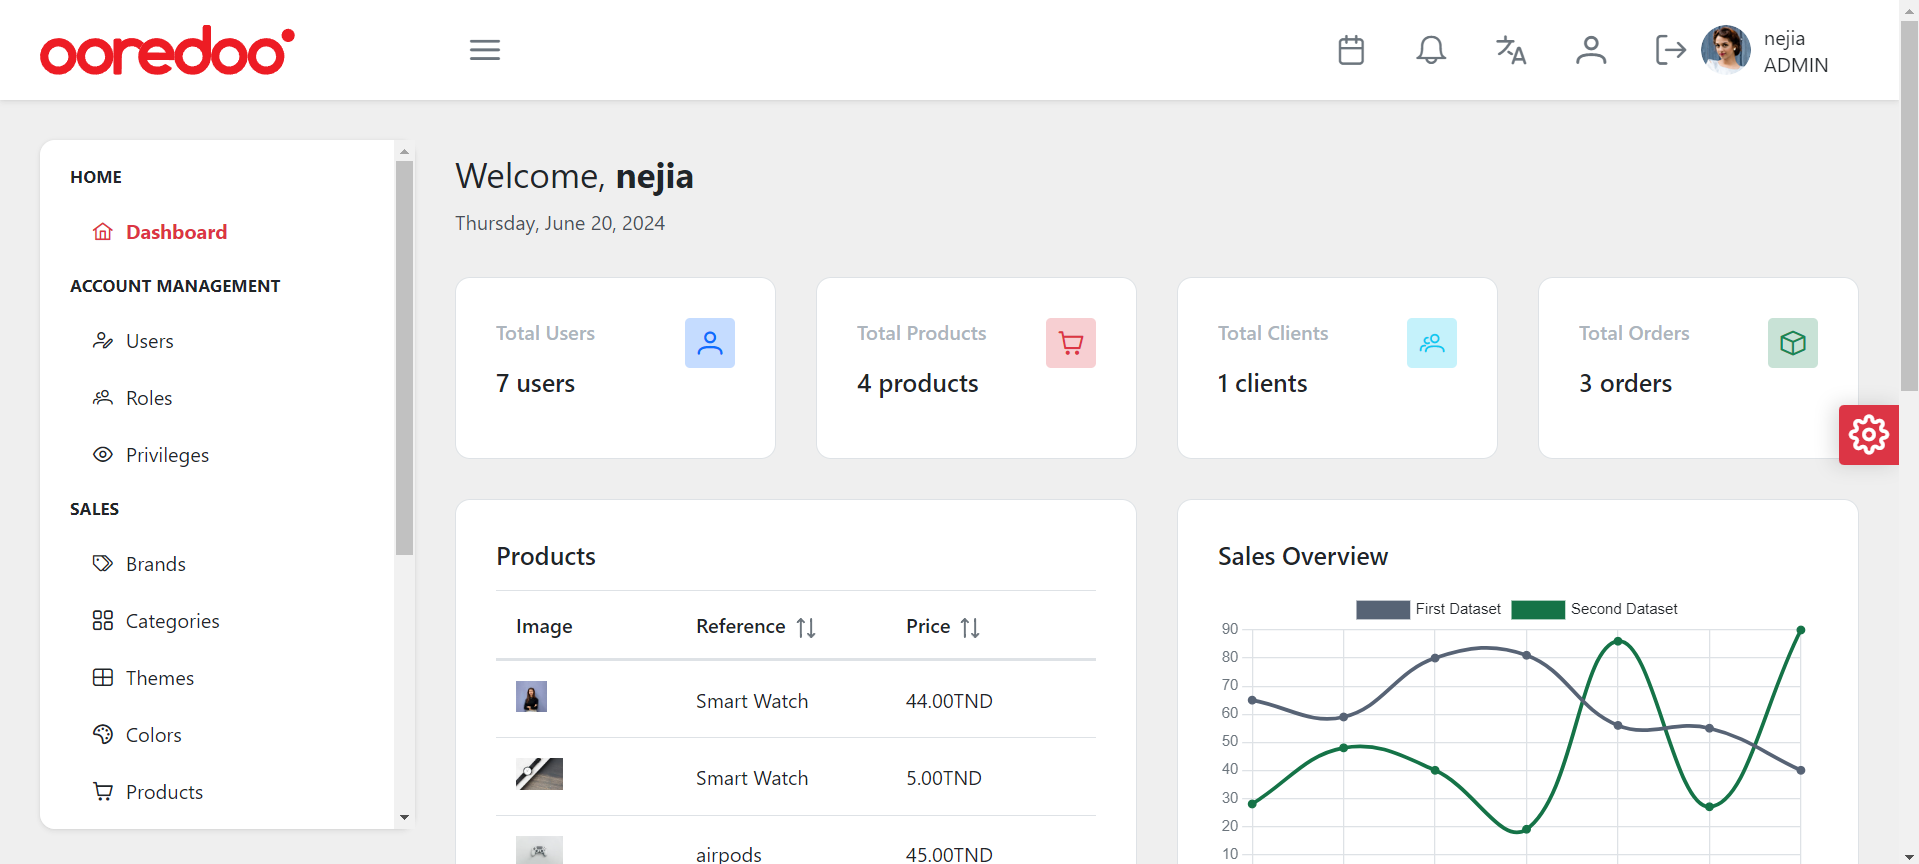 ooredoo
nejia
ADMIN
HOME
Dashboard
ACCOUNT MANAGEMENT
Users
Roles
Privileges
SALES
Brands
Categories
Themes
Colors
Products
Welcome, nejia
Thursday, June 20, 2024
Total Users
7 users
Total Products
4 products
Total Clients
1 clients
Total Orders
3 orders
Products
Image Reference Price
Smart Watch 44.00TND
Smart Watch 5.00TND
airpods 45.00TND
Sales Overview
First Dataset Second Dataset
90
80
70
60
50
40
30
20
10